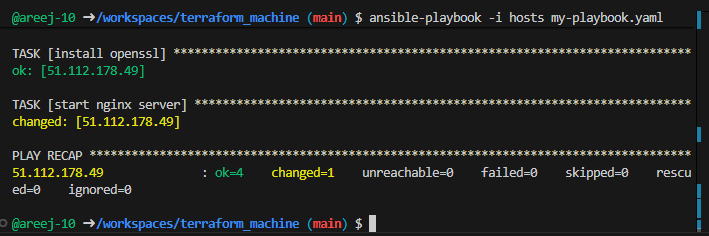 @areej-10 ➜/workspaces/terraform_machine (main) $ ansible-playbook -i hosts my-playbook.yaml
TASK [install openssl] ******************************************************************
ok: [51.112.178.49]
TASK [start nginx server] ***************************************************************
changed: [51.112.178.49]
PLAY RECAP ******************************************************************************
51.112.178.49 : ok=4 changed=1 unreachable=0 failed=0 skipped=0 rescu
ed=0 ignored=0
@areej-10 ➜/workspaces/terraform_machine (main) $